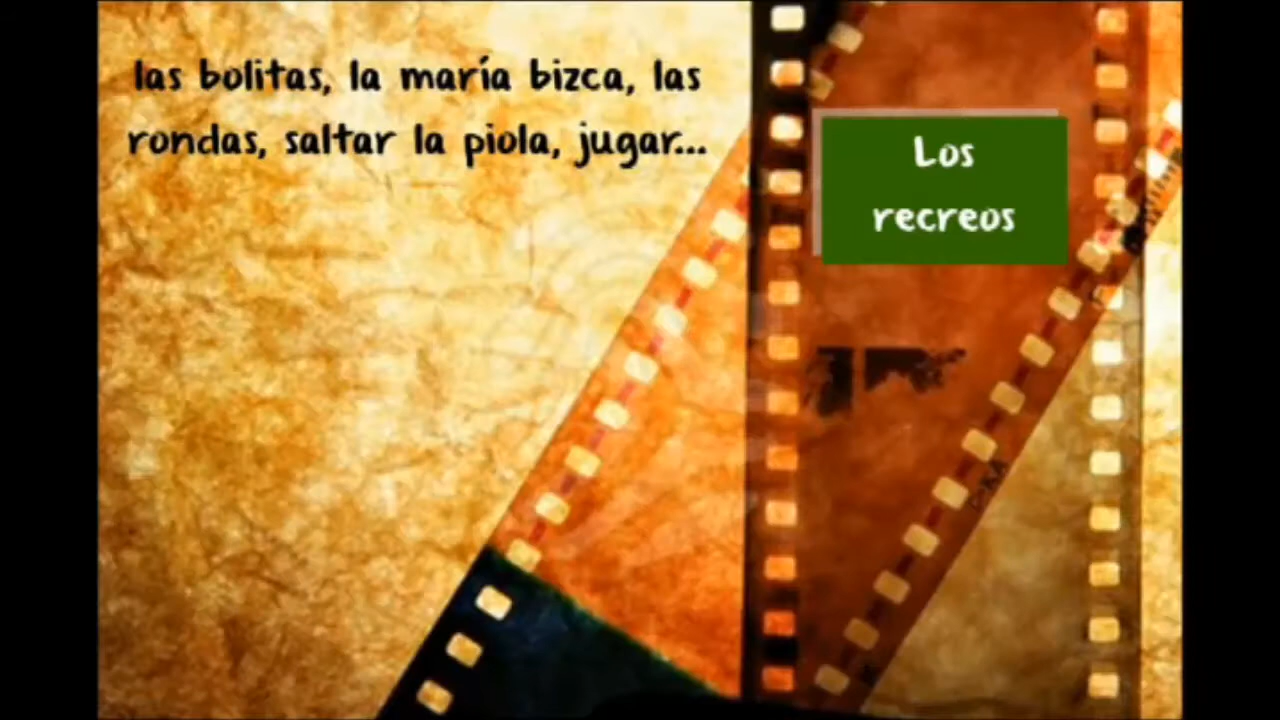 las bolitas, la maría bizca, las
rondas, saltar la piola, jugar...
Los
recreos